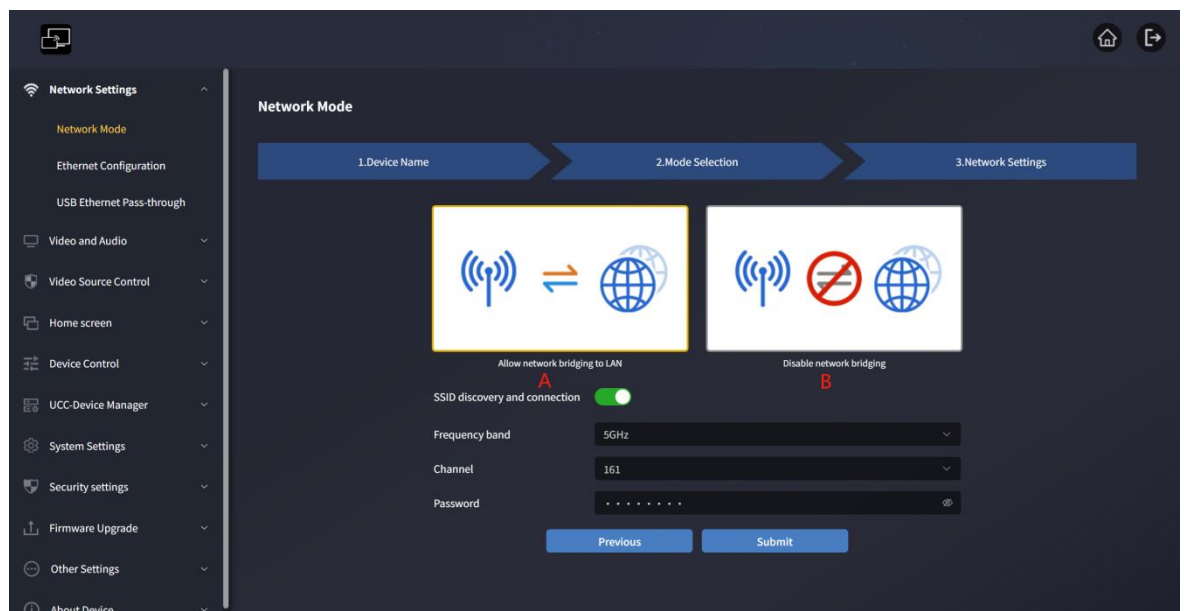 Network Settings
Network Mode
Ethernet Configuration
USB Ethernet Pass-through
Video and Audio
Video Source Control
Home screen
Device Control
UCC-Device Manager
System Settings
Security settings
Firmware Upgrade
Other Settings
About Device
Network Mode
1.Device Name
2.Mode Selection
3.Network Settings
Allow network bridging to LAN
A
Disable network bridging
B
SSID discovery and connection
Frequency band
5GHz
Channel
161
Password
Previous
Submit